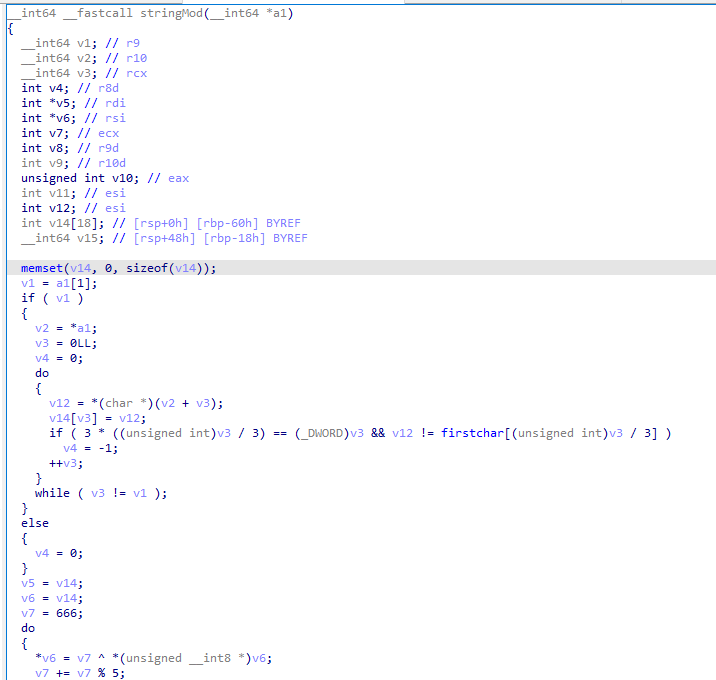 __int64 __fastcall stringMod(__int64 *a1)
{
  __int64 v1; // r9
  __int64 v2; // r10
  __int64 v3; // rcx
  int v4; // r8d
  int *v5; // rdi
  int *v6; // rsi
  int v7; // ecx
  int v8; // r9d
  int v9; // r10d
  unsigned int v10; // eax
  int v11; // esi
  int v12; // esi
  int v14[18]; // [rsp+0h] [rbp-60h] BYREF
  __int64 v15; // [rsp+48h] [rbp-18h] BYREF

  memset(v14, 0, sizeof(v14));
  v1 = a1[1];
  if ( v1 )
  {
    v2 = *a1;
    v3 = 0LL;
    v4 = 0;
    do
    {
      v12 = *(char *)(v2 + v3);
      v14[v3] = v12;
      if ( 3 * ((unsigned int)v3 / 3) == (_DWORD)v3 && v12 != firstchar[(unsigned int)v3 / 3] )
        v4 = -1;
      ++v3;
    }
    while ( v3 != v1 );
  }
  else
  {
    v4 = 0;
  }
  v5 = v14;
  v6 = v14;
  v7 = 666;
  do
  {
    *v6 = v7 ^ *(unsigned __int8 *)v6;
    v7 += v7 % 5;